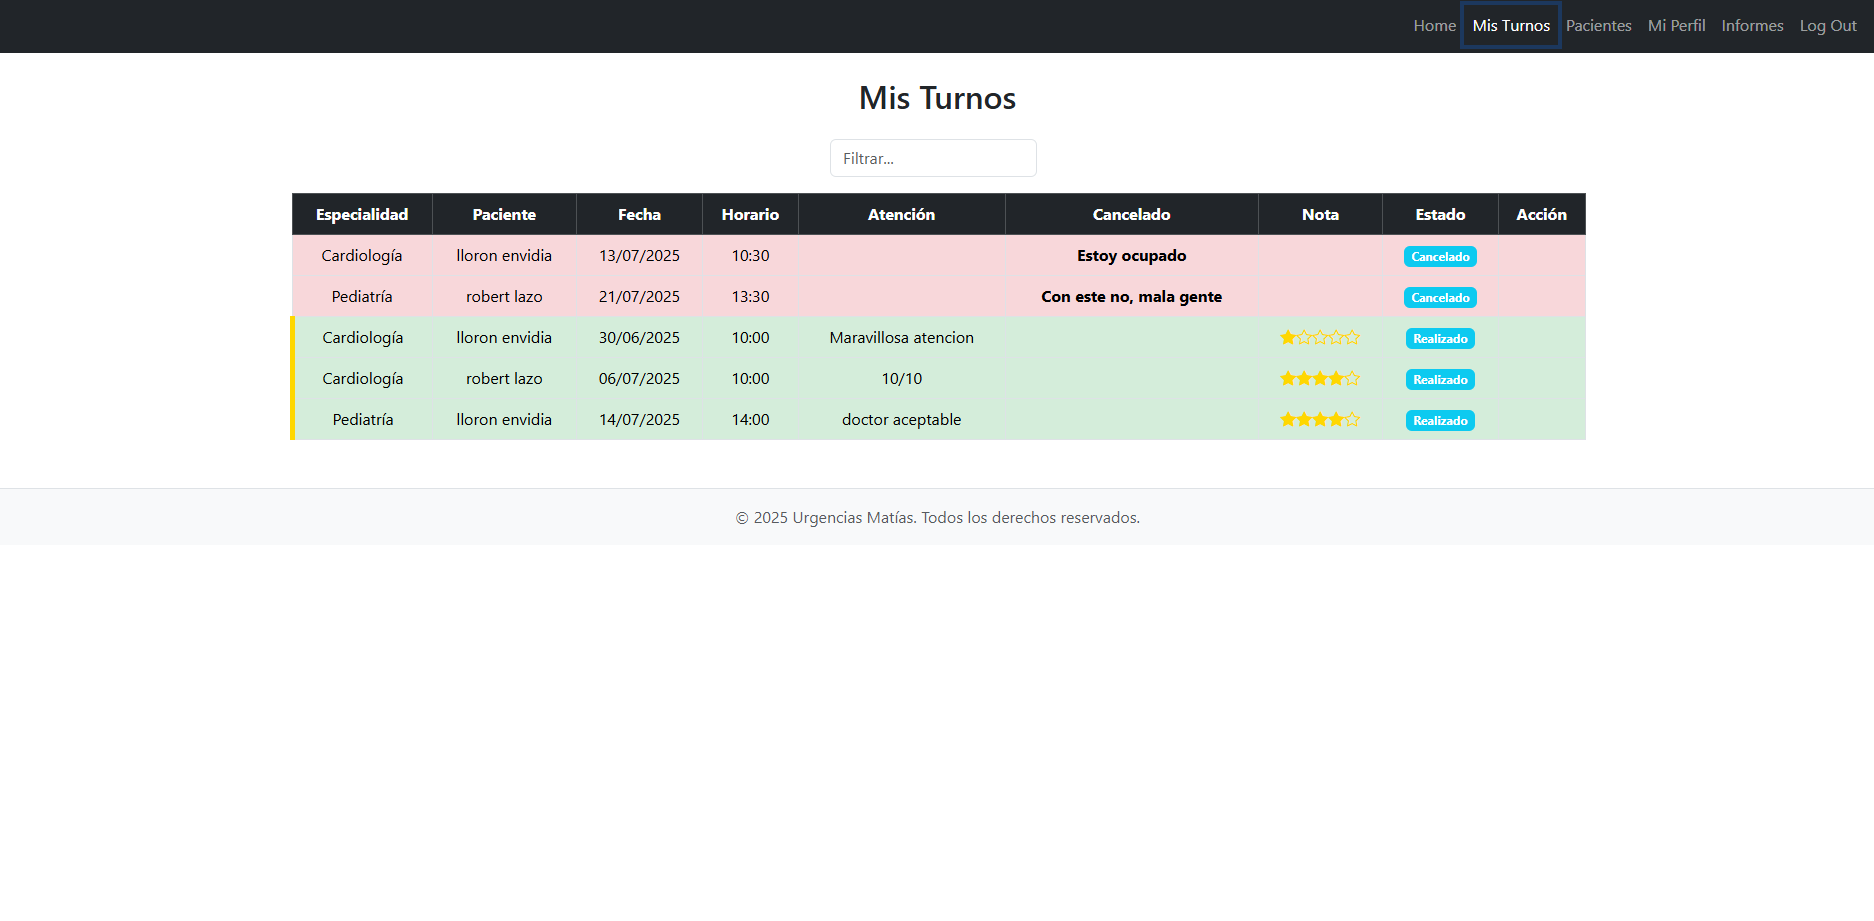 Home Mis Turnos Pacientes Mi Perfil Informes Log Out
Mis Turnos
Filtrar...
Especialidad Paciente Fecha Horario Atención Cancelado Nota Estado Acción
Cardiología lloron envidia 13/07/2025 10:30 Estoy ocupado Cancelado
Pediatría robert lazo 21/07/2025 13:30 Con este no, mala gente Cancelado
Cardiología lloron envidia 30/06/2025 10:00 Maravillosa atencion Realizado
Cardiología robert lazo 06/07/2025 10:00 10/10 Realizado
Pediatría lloron envidia 14/07/2025 14:00 doctor aceptable Realizado
© 2025 Urgencias Matías. Todos los derechos reservados.